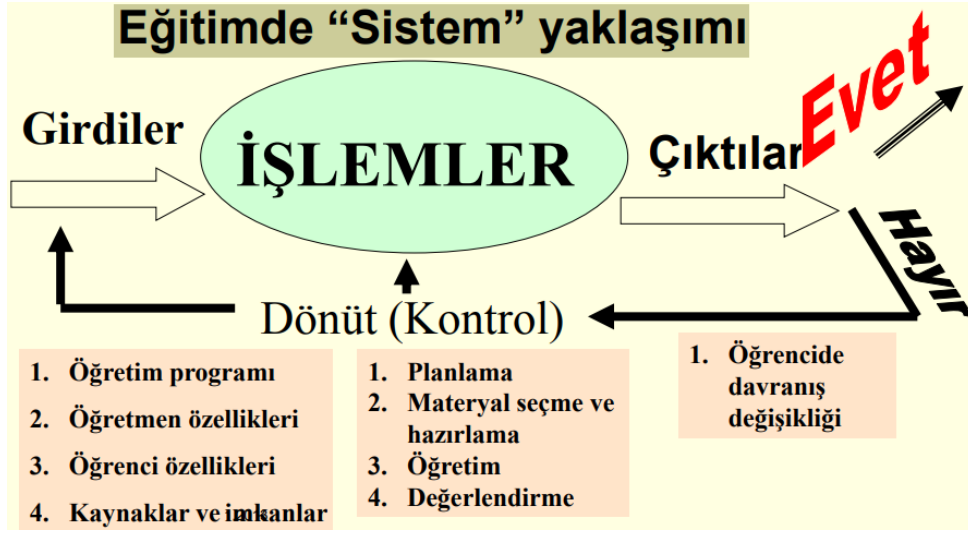 Eğitimde “Sistem” yaklaşımı
Girdiler
İŞLEMLER
Çıktılar
Evet
Hayır
Dönüt (Kontrol)
1. Öğretim programı
2. Öğretmen özellikleri
3. Öğrenci özellikleri
4. Kaynaklar ve imkanlar
1. Planlama
2. Materyal seçme ve
hazırlama
3. Öğretim
4. Değerlendirme
1. Öğrencide
davranış
değişikliği